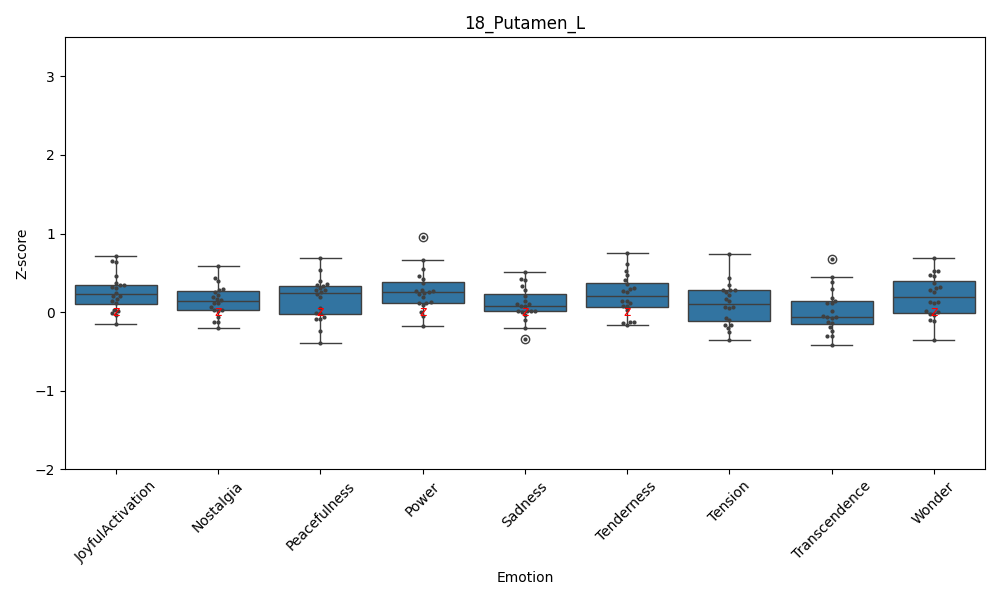 18_Putamen_L
Z-score
3
2
1
0
−1
−2
JoyfulActivation
Nostalgia
Peacefulness
Power
Sadness
Tenderness
Tension
Transcendence
Wonder
Emotion